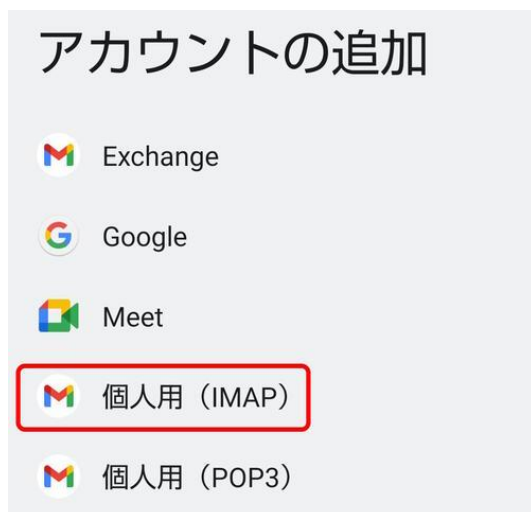 アカウントの追加
Exchange
Google
Meet
個人用（IMAP）
個人用（POP3）